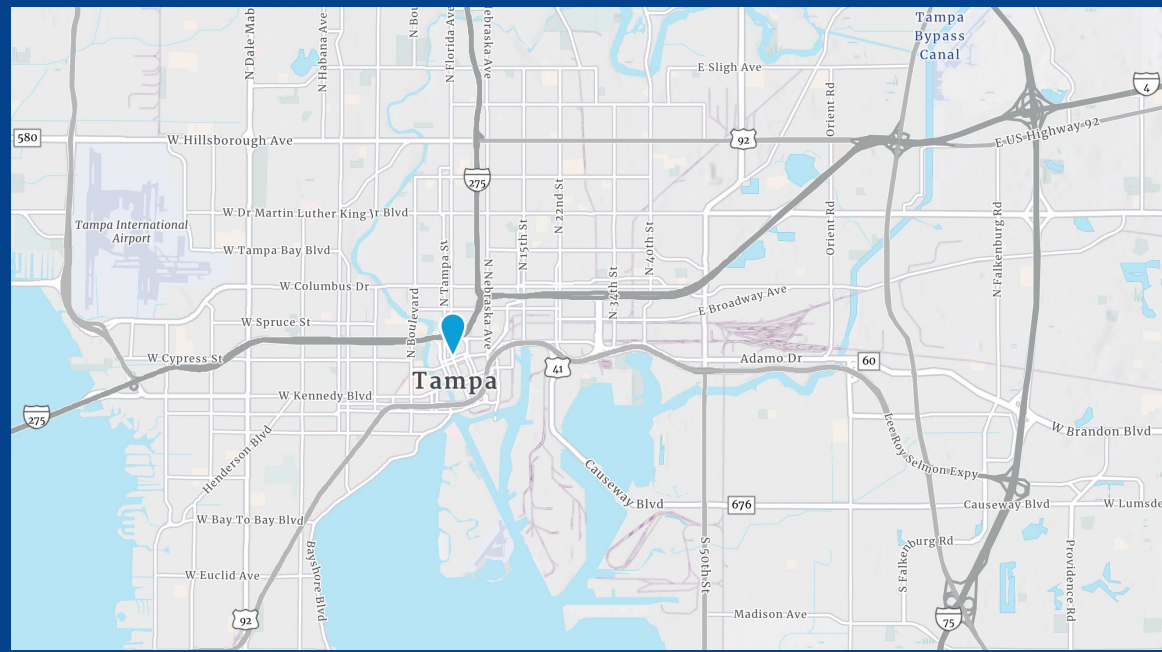 Tampa
Bypass
Canal
N Dale Mab
N Habana Ave
N Bou
N Florida Ave
Nebraska Ave
E Sligh Ave
4
Orient Rd
580
W Hillsborough Ave
92
E US Highway 92
275
W Dr Martin Luther King Jr Blvd
N 22nd St
Tampa International
Airport
W Tampa Bay Blvd
N Tampa St
N 15th St
N 40th St
Orient Rd
N Falkenburg Rd
W Columbus Dr
N Nebraska Ave
N 34th St
E Broadway Ave
W Spruce St
N Boulevard
W Cypress St
Adamo Dr
60
41
Tampa
W Kennedy Blvd
275
W Brandon Blvd
Henderson Blvd
Lee Roy Selmon Expy
Causeway Blvd
676
Causeway Blvd
W Lumsde
W Bay To Bay Blvd
Bayshore Blvd
S 50th St
S Falkenburg Rd
Providence Rd
W Euclid Ave
92
Madison Ave
75